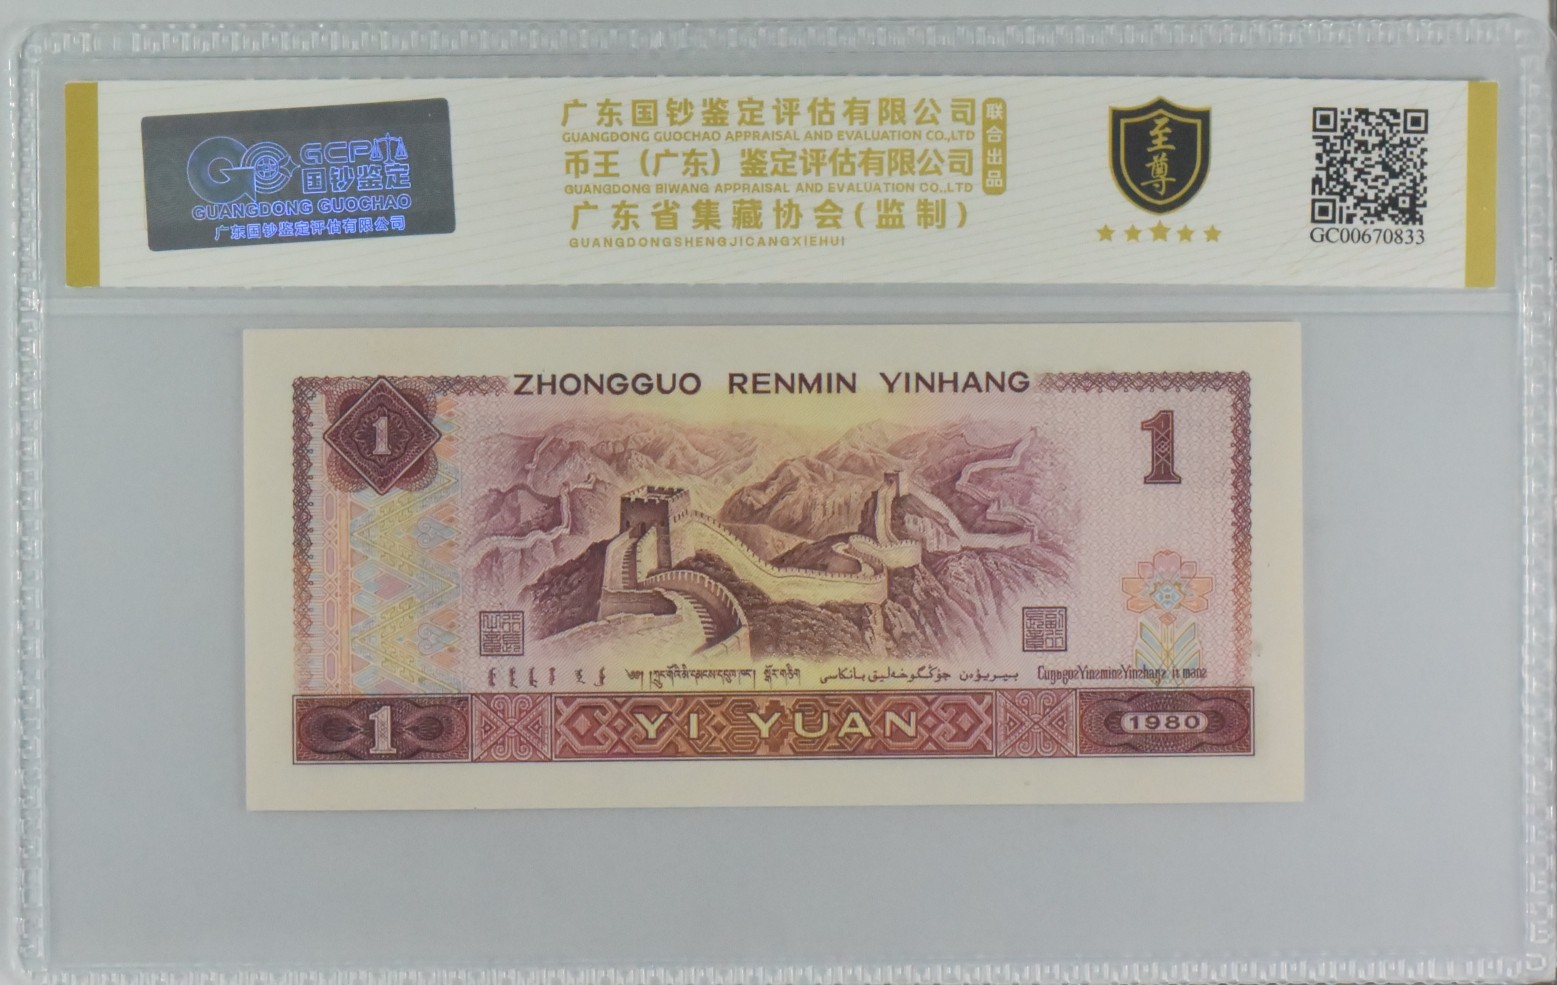 GCP
国钞鉴定
GUANGDONG GUOCHAO
广东国钞鉴定评估有限公司
广东国钞鉴定评估有限公司
GUANGDONG GUOCHAO APPRAISAL AND EVALUATION CO.,LTD
币王（广东）鉴定评估有限公司
GUANGDONG BIWANG APPRAISAL AND EVALUATION CO.,LTD
广东省集藏协会(监制)
GUANGDONGSHENGJICANGXIEHUI
联合出品
至尊
GC00670833
ZHONGGUO RENMIN YINHANG
1
1
1
YI YUAN
1980